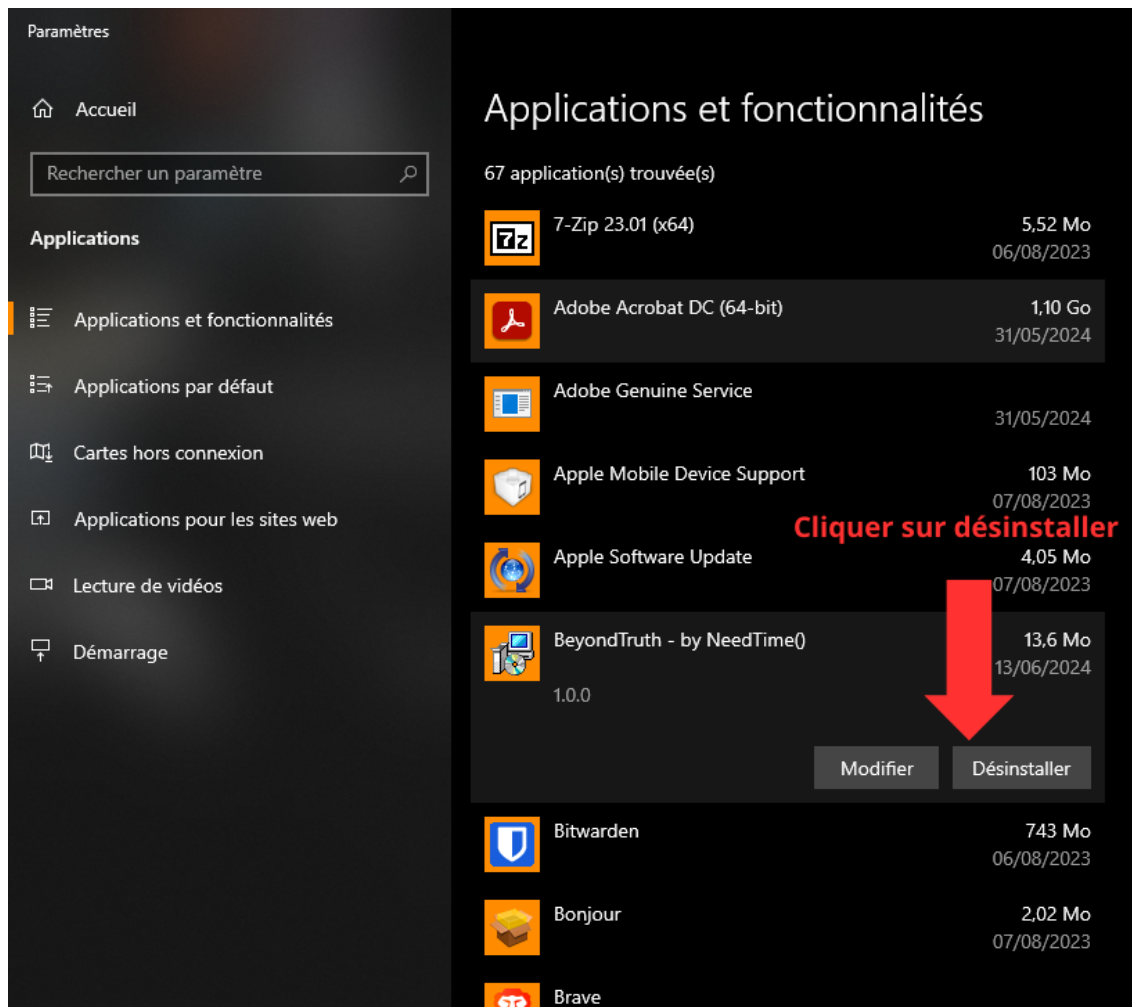 Paramètres
Accueil
Rechercher un paramètre
Applications
Applications et fonctionnalités
Applications par défaut
Cartes hors connexion
Applications pour les sites web
Lecture de vidéos
Démarrage
Applications et fonctionnalités
67 application(s) trouvée(s)
7z
7-Zip 23.01 (x64) 5,52 Mo
06/08/2023
Adobe Acrobat DC (64-bit) 1,10 Go
31/05/2024
Adobe Genuine Service
31/05/2024
Apple Mobile Device Support 103 Mo
07/08/2023
Cliquer sur désinstaller
Apple Software Update 4,05 Mo
07/08/2023
BeyondTruth - by NeedTime() 13,6 Mo
13/06/2024
1.0.0
Modifier Désinstaller
Bitwarden 743 Mo
06/08/2023
Bonjour 2,02 Mo
07/08/2023
Brave